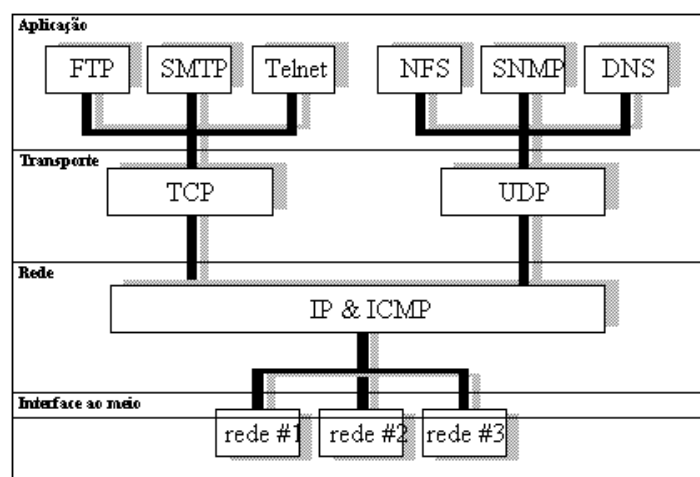 Aplicação
FTP SMTP Telnet NFS SNMP DNS
Transporte
TCP UDP
Rede
IP & ICMP
Interface ao meio
rede #1 rede #2 rede #3